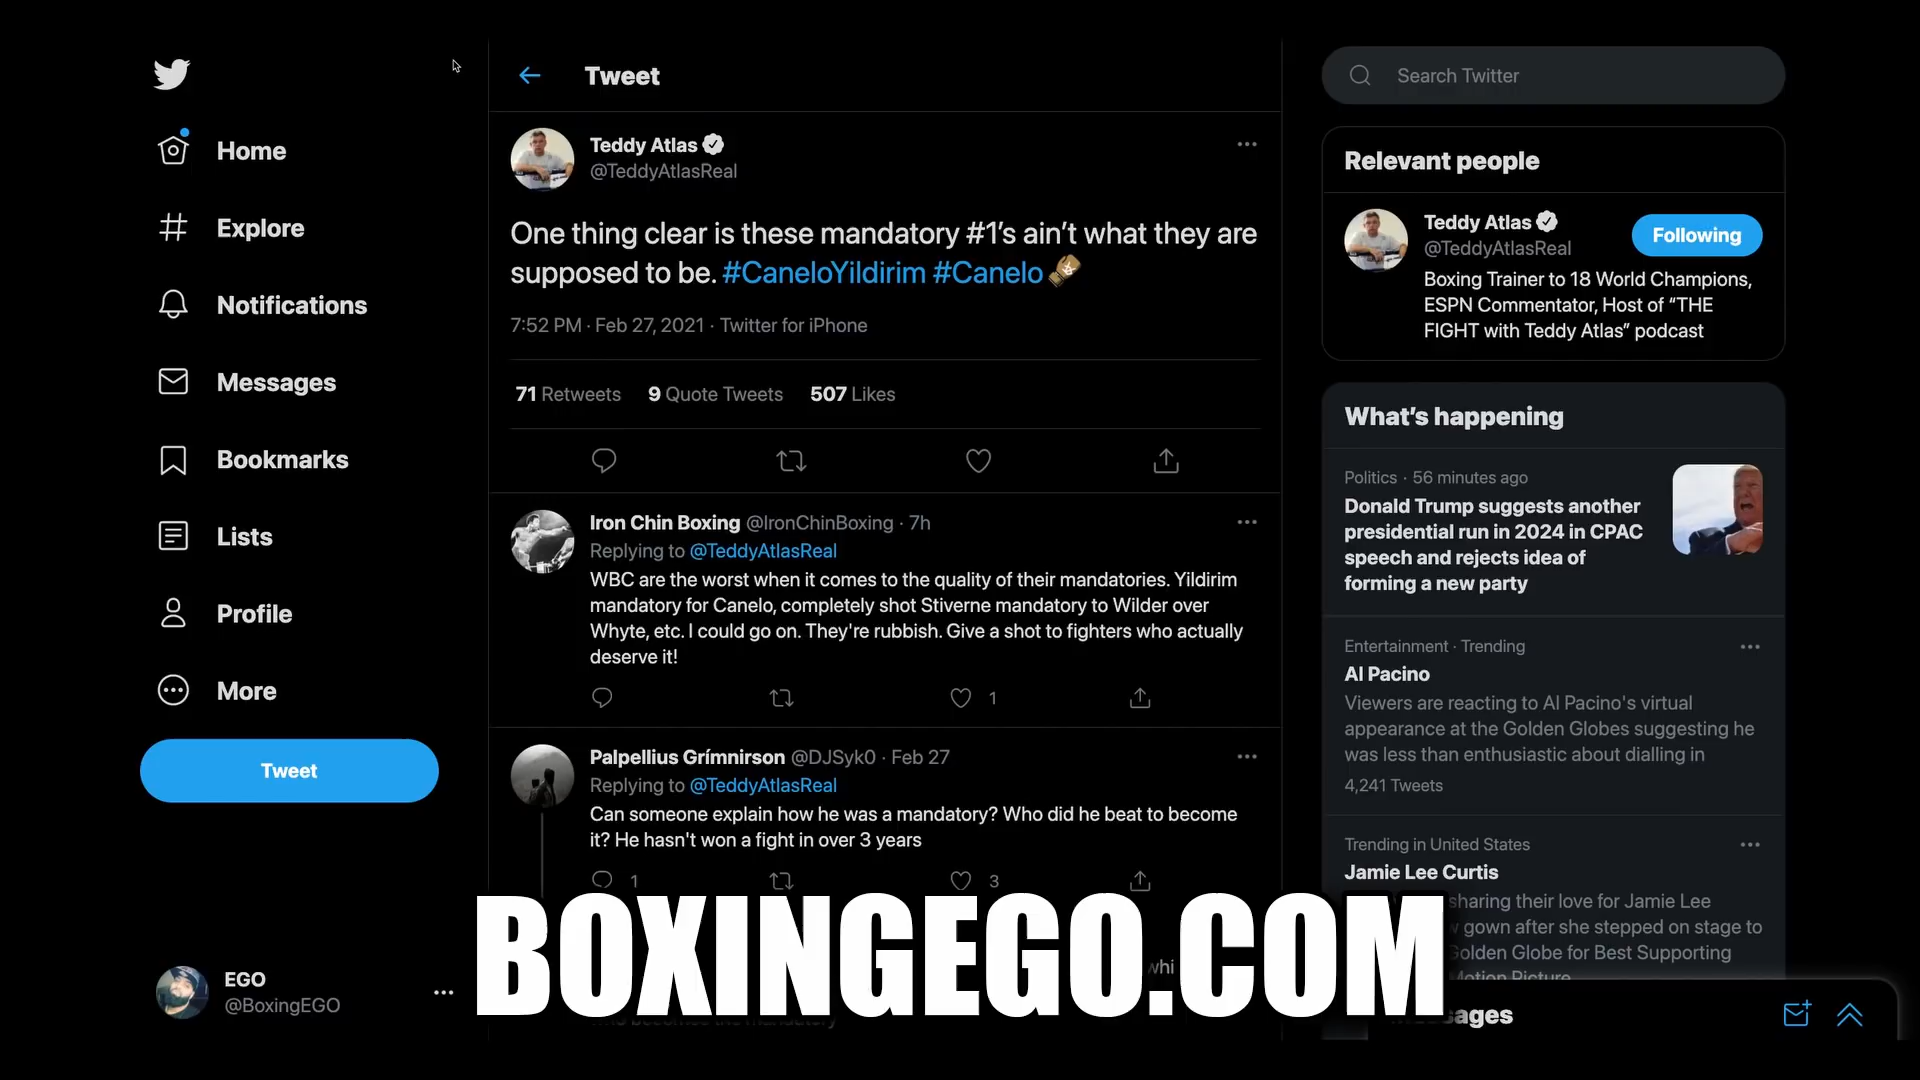 Home
Explore
Notifications
Messages
Bookmarks
Lists
Profile
More
Tweet
EGO
@BoxingEGO
Tweet
Teddy Atlas
@TeddyAtlasReal
One thing clear is these mandatory #1’s ain’t what they are
supposed to be. #CaneloYildirim #Canelo
7:52 PM · Feb 27, 2021 · Twitter for iPhone
71 Retweets 9 Quote Tweets 507 Likes
Iron Chin Boxing @IronChinBoxing · 7h
Replying to @TeddyAtlasReal
WBC are the worst when it comes to the quality of their mandatories. Yildirim
mandatory for Canelo, completely shot Stiverne mandatory to Wilder over
Whyte, etc. I could go on. They're rubbish. Give a shot to fighters who actually
deserve it!
1
Palpellius Grímnirson @DJSyk0 · Feb 27
Replying to @TeddyAtlasReal
Can someone explain how he was a mandatory? Who did he beat to become
it? He hasn't won a fight in over 3 years
1 3
BOXINGEGO.COM
Search Twitter
Relevant people
Teddy Atlas
@TeddyAtlasReal
Following
Boxing Trainer to 18 World Champions,
ESPN Commentator, Host of “THE
FIGHT with Teddy Atlas” podcast
What’s happening
Politics · 56 minutes ago
Donald Trump suggests another
presidential run in 2024 in CPAC
speech and rejects idea of
forming a new party
Entertainment · Trending
Al Pacino
Viewers are reacting to Al Pacino's virtual
appearance at the Golden Globes suggesting he
was less than enthusiastic about dialling in
4,241 Tweets
Trending in United States
Jamie Lee Curtis
sharing their love for Jamie Lee
gown after she stepped on stage to
Golden Globe for Best Supporting
Motion Picture